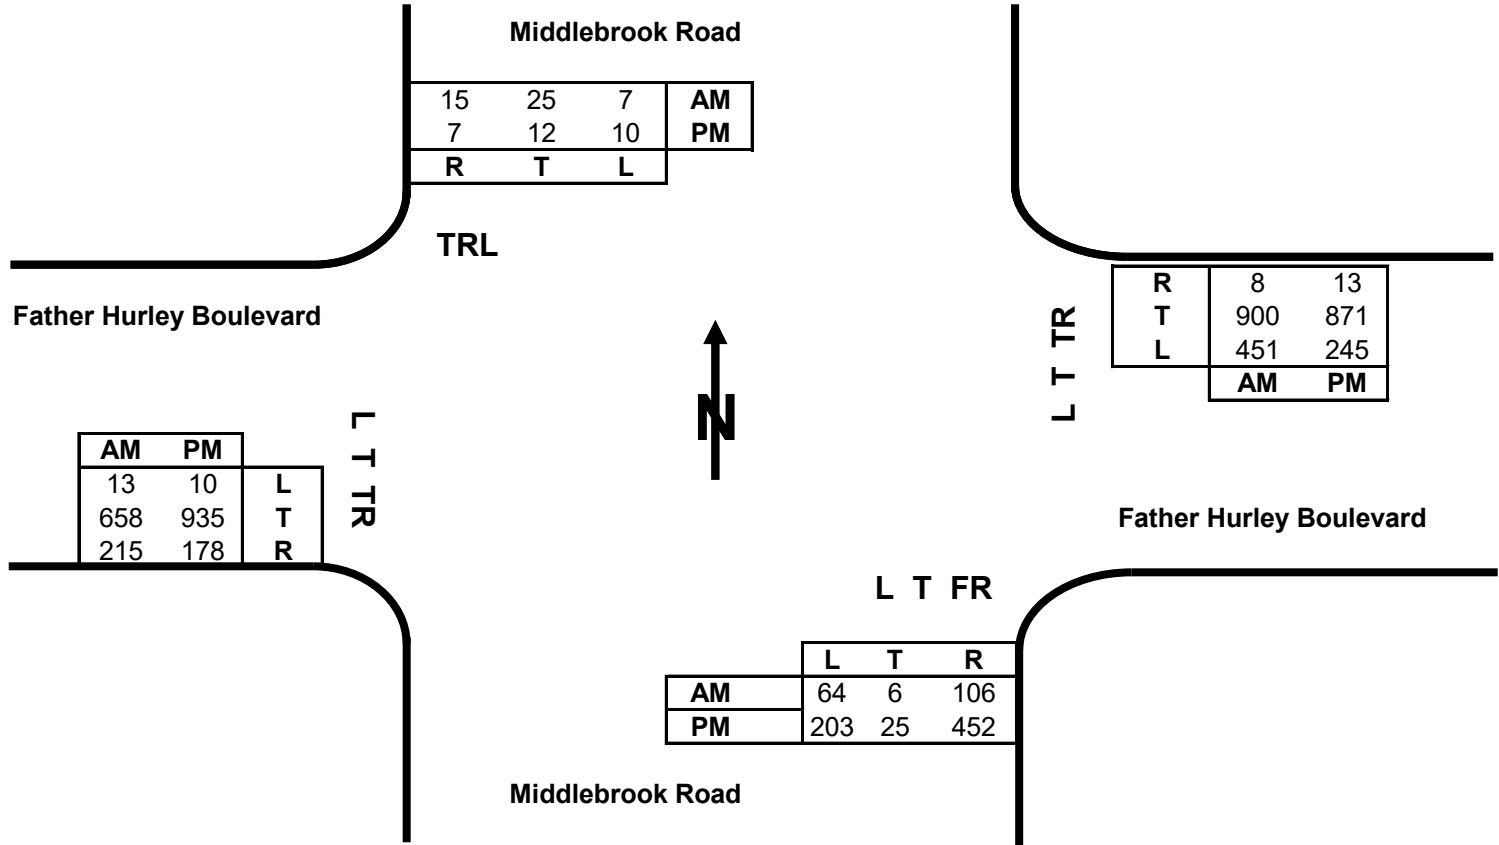 Middlebrook Road
15 25 7 AM
7 12 10 PM
R T L
TRL
Father Hurley Boulevard
R 8 13
T 900 871
L 451 245
AM PM
L T TR
N
AM PM
13 10 L
658 935 T
215 178 R
L T TR
Father Hurley Boulevard
L T FR
L T R
AM 64 6 106
PM 203 25 452
Middlebrook Road